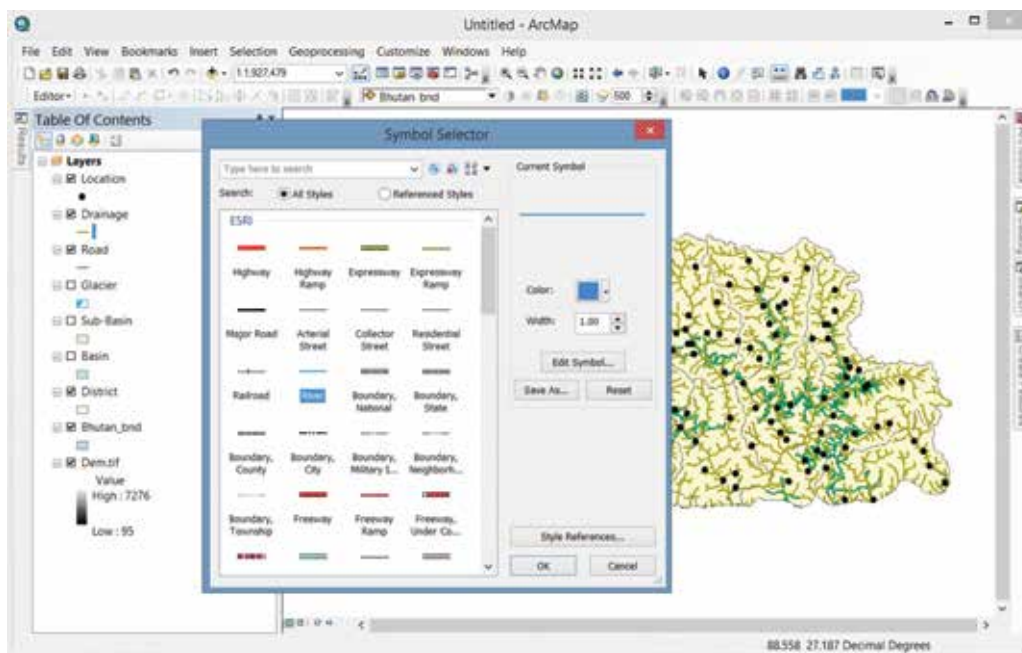 Untitled - ArcMap
File Edit View Bookmarks Insert Selection Geoprocessing Customize Windows Help
1:1,927,479
Editor
Bhutan bnd
500
Results
Table Of Contents
Layers
Location
Drainage
Road
Glacier
Sub-Basin
Basin
District
Bhutan_bnd
Dem.tif
Value
High : 7276
Low : 95
Symbol Selector
Type here to search
Search: All Styles Referenced Styles
ESRI
Highway Highway Ramp Expressway Expressway Ramp
Major Road Arterial Street Collector Street Residential Street
Railroad River Boundary, National Boundary, State
Boundary, County Boundary, City Boundary, Military I... Boundary, Neighborh...
Boundary, Township Freeway Freeway Ramp Freeway, Under Co...
Current Symbol
Color:
Width: 1.00
Edit Symbol...
Save As... Reset
Style References...
OK Cancel
88.558 27.187 Decimal Degrees